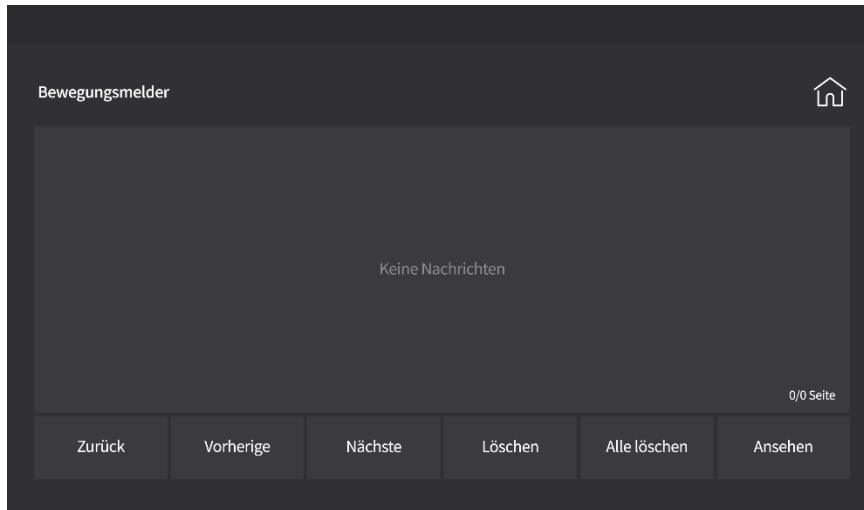 Bewegungsmelder
Keine Nachrichten
0/0 Seite
Zurück Vorherige Nächste Löschen Alle löschen Ansehen